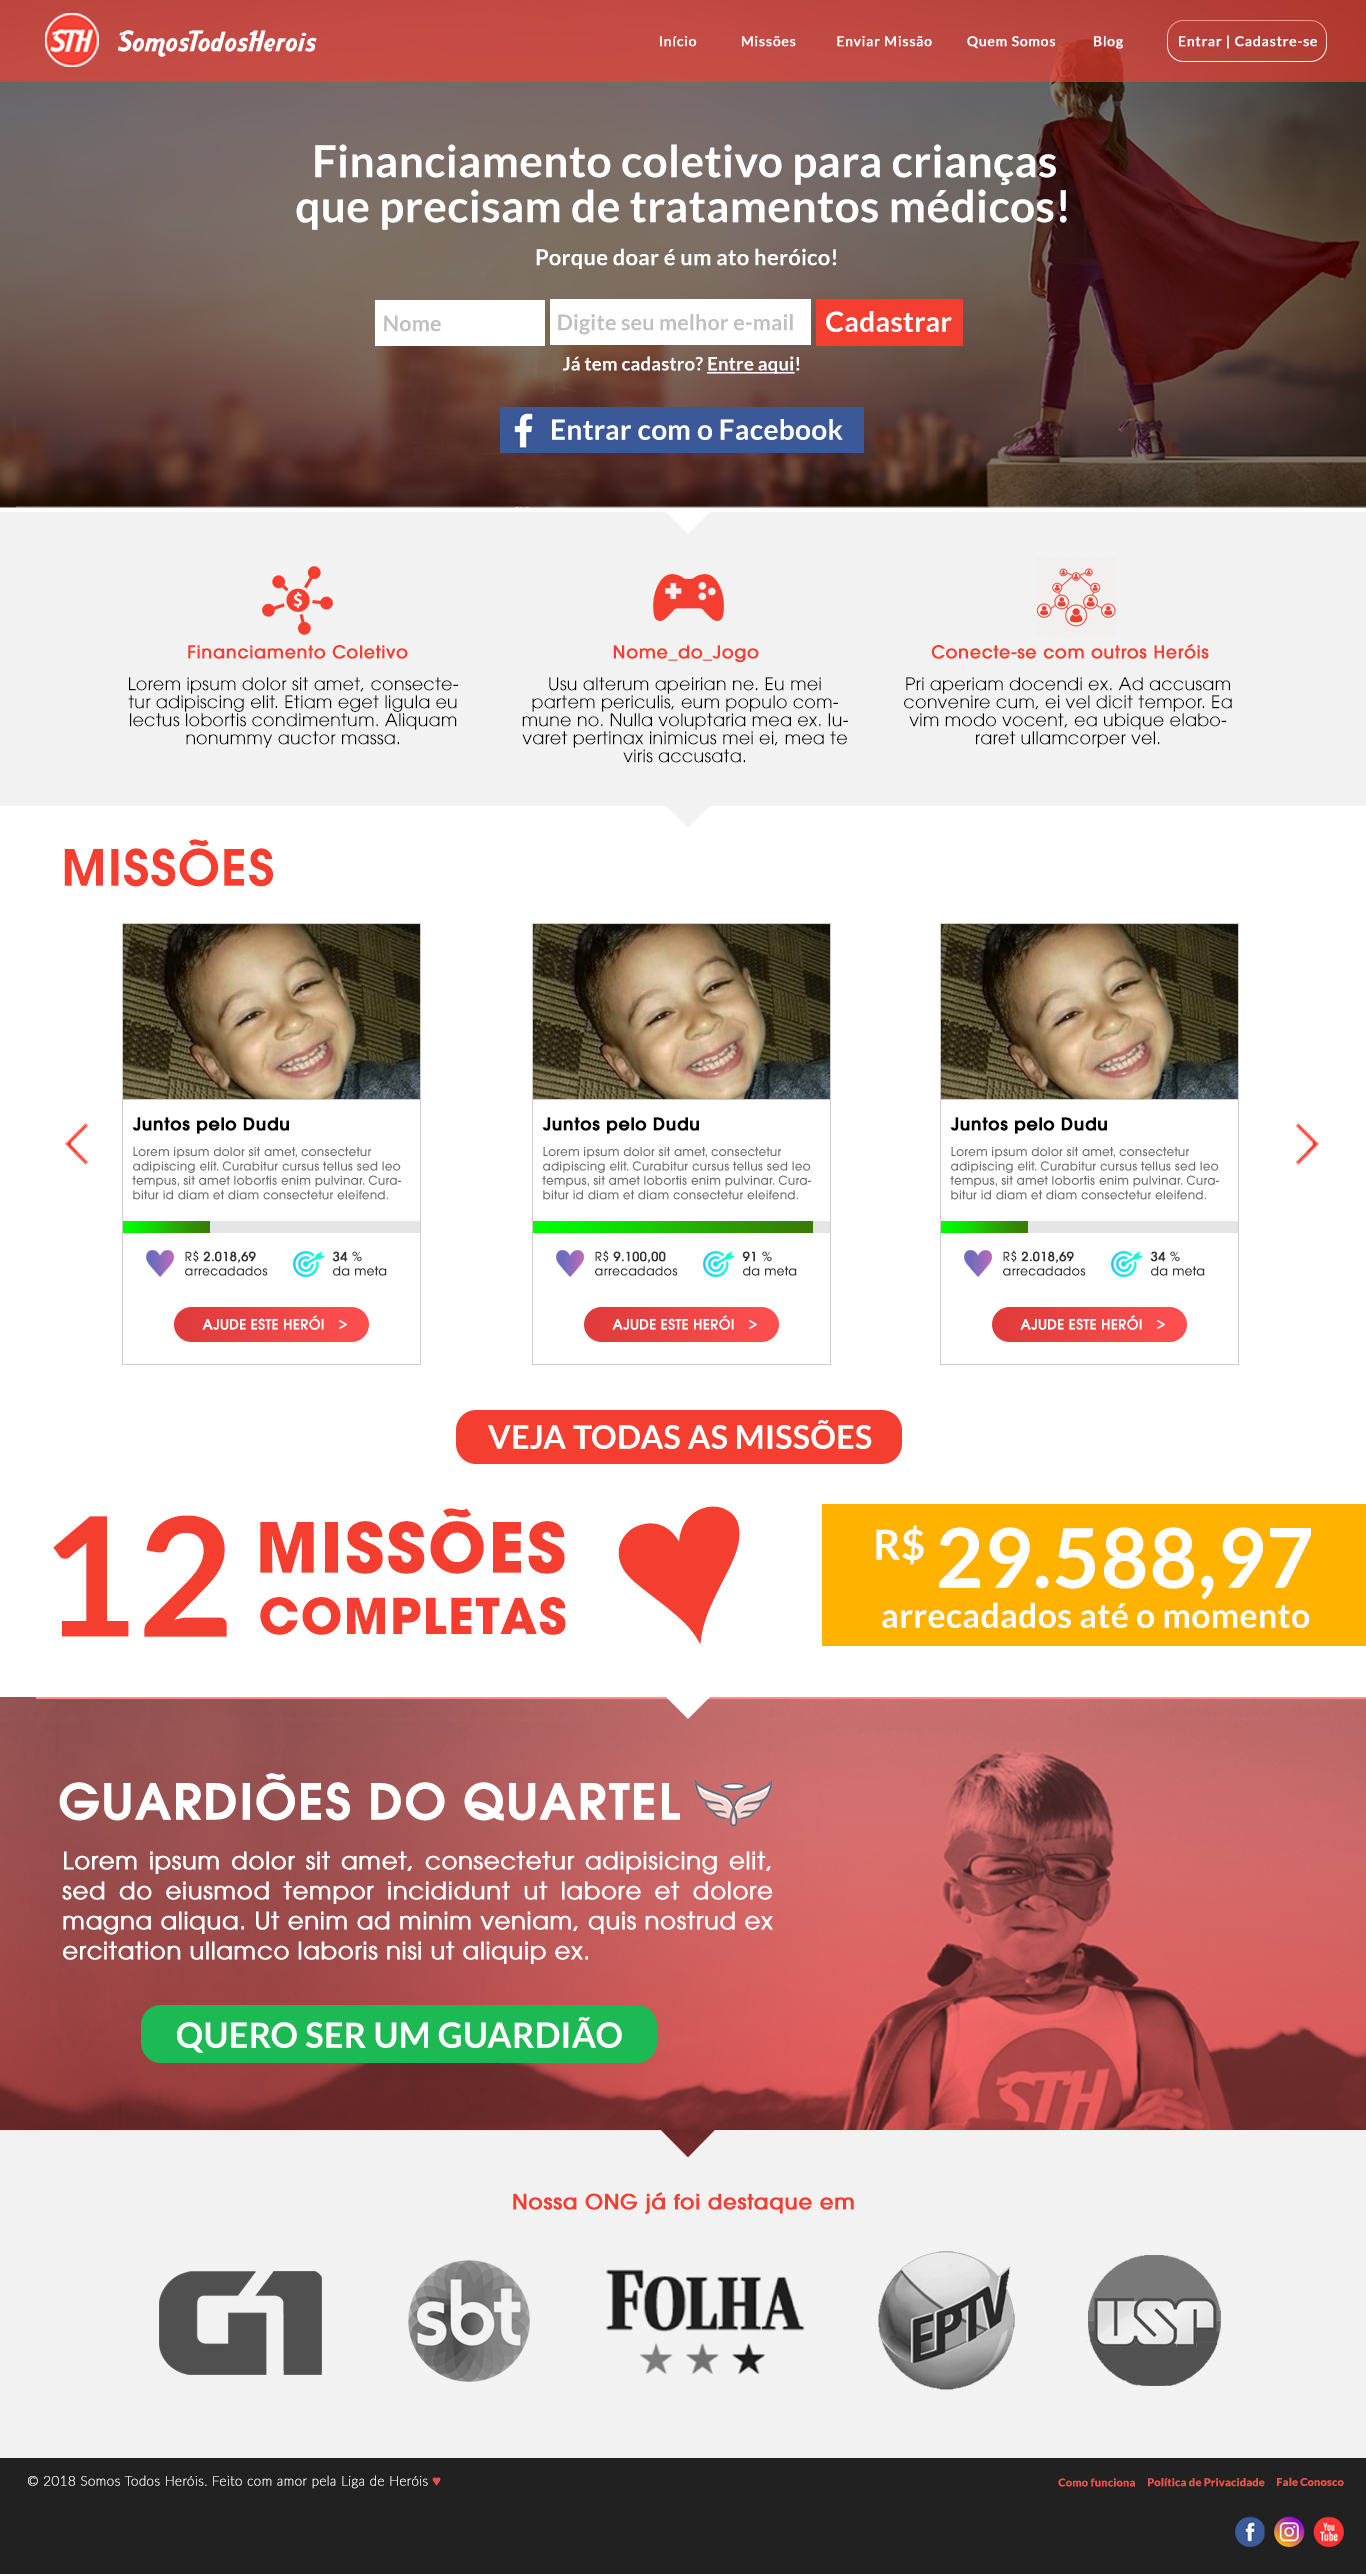 STH SomosTodosHerois
Início Missões Enviar Missão Quem Somos Blog Entrar | Cadastre-se
Financiamento coletivo para crianças
que precisam de tratamentos médicos!
Porque doar é um ato heróico!
Nome
Digite seu melhor e-mail
Cadastrar
Já tem cadastro? Entre aqui!
f Entrar com o Facebook
Financiamento Coletivo
Lorem ipsum dolor sit amet, consecte-
tur adipiscing elit. Etiam eget ligula eu
lectus lobortis condimentum. Aliquam
nonummy auctor massa.
Nome_do_Jogo
Usu alterum apeirian ne. Eu mei
partem periculis, eum populo com-
mune no. Nulla voluptaria mea ex. Iu-
varet pertinax inimicus mei ei, mea te
viris accusata.
Conecte-se com outros Heróis
Pri aperiam docendi ex. Ad accusam
convenire cum, ei vel dicit tempor. Ea
vim modo vocent, ea ubique elabo-
raret ullamcorper vel.
MISSÕES
Juntos pelo Dudu
Lorem ipsum dolor sit amet, consectetur
adipiscing elit. Curabitur cursus tellus sed leo
tempus, sit amet lobortis enim pulvinar. Cura-
bitur id diam et diam consectetur eleifend.
R$ 2.018,69
arrecadados
34 %
da meta
AJUDE ESTE HERÓI >
Juntos pelo Dudu
Lorem ipsum dolor sit amet, consectetur
adipiscing elit. Curabitur cursus tellus sed leo
tempus, sit amet lobortis enim pulvinar. Cura-
bitur id diam et diam consectetur eleifend.
R$ 9.100,00
arrecadados
91 %
da meta
AJUDE ESTE HERÓI >
Juntos pelo Dudu
Lorem ipsum dolor sit amet, consectetur
adipiscing elit. Curabitur cursus tellus sed leo
tempus, sit amet lobortis enim pulvinar. Cura-
bitur id diam et diam consectetur eleifend.
R$ 2.018,69
arrecadados
34 %
da meta
AJUDE ESTE HERÓI >
VEJA TODAS AS MISSÕES
12 MISSÕES
COMPLETAS
R$ 29.588,97
arrecadados até o momento
GUARDIÕES DO QUARTEL
Lorem ipsum dolor sit amet, consectetur adipisicing elit,
sed do eiusmod tempor incididunt ut labore et dolore
magna aliqua. Ut enim ad minim veniam, quis nostrud ex
ercitation ullamco laboris nisi ut aliquip ex.
QUERO SER UM GUARDIÃO
STH
Nossa ONG já foi destaque em
G1
sbt
FOLHA
EPTV
USP
© 2018 Somos Todos Heróis. Feito com amor pela Liga de Heróis ♥
Como funciona Política de Privacidade Fale Conosco
f
You
Tube